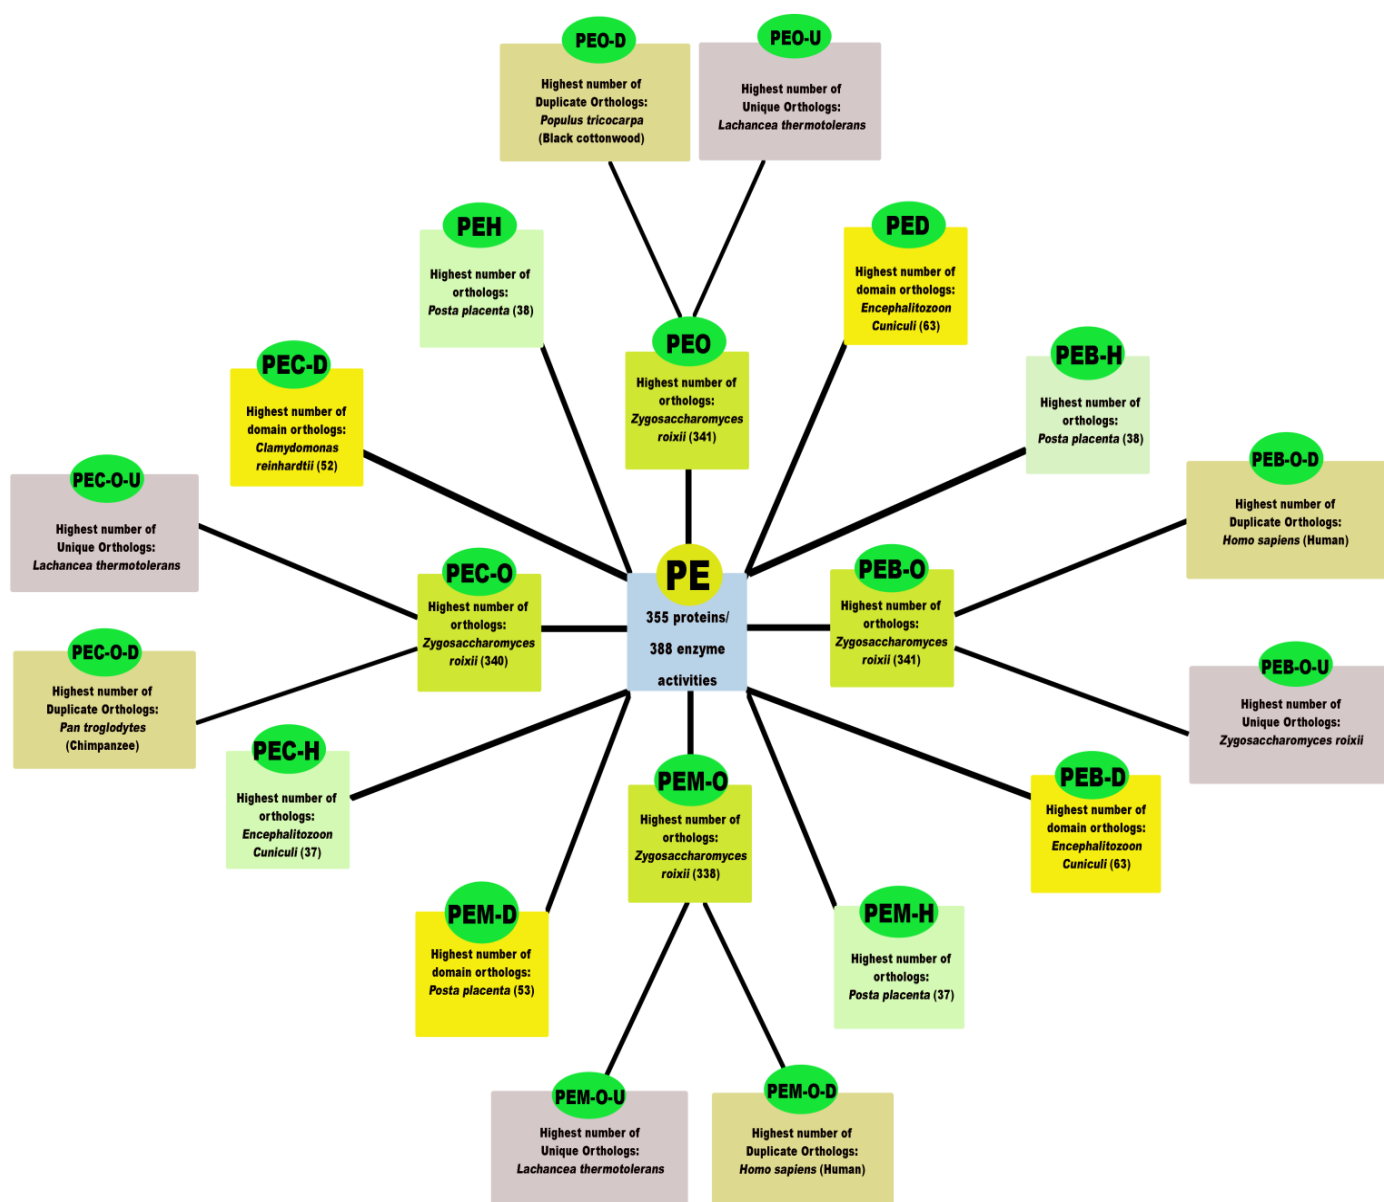 PEO-D
Highest number of
Duplicate Orthologs:
Populus tricocarpa
(Black cottonwood)
PEO-U
Highest number of
Unique Orthologs:
Lachancea thermotolerans
PEH
Highest number of
orthologs:
Posta placenta (38)
PED
Highest number of
domain orthologs:
Encephalitozoon
Cuniculi (63)
PEO
Highest number of
orthologs:
Zygosaccharomyces
roixii (341)
PEC-D
Highest number of
domain orthologs:
Clamydomonas
reinhardtii (52)
PEB-H
Highest number of
orthologs:
Posta placenta (38)
PEC-O-U
Highest number of
Unique Orthologs:
Lachancea thermotolerans
PEB-O-D
Highest number of
Duplicate Orthologs:
Homo sapiens (Human)
PEC-O
Highest number of
orthologs:
Zygosaccharomyces
roixii (340)
PE
355 proteins/
388 enzyme
activities
PEB-O
Highest number of
orthologs:
Zygosaccharomyces
roixii (341)
PEC-O-D
Highest number of
Duplicate Orthologs:
Pan troglodytes
(Chimpanzee)
PEB-O-U
Highest number of
Unique Orthologs:
Zygosaccharomyces roixii
PEC-H
Highest number of
orthologs:
Encephalitozoon
Cuniculi (37)
PEM-O
Highest number of
orthologs:
Zygosaccharomyces
roixii (338)
PEB-D
Highest number of
domain orthologs:
Encephalitozoon
Cuniculi (63)
PEM-D
Highest number of
domain orthologs:
Posta placenta (53)
PEM-H
Highest number of
orthologs:
Posta placenta (37)
PEM-O-U
Highest number of
Unique Orthologs:
Lachancea thermotolerans
PEM-O-D
Highest number of
Duplicate Orthologs:
Homo sapiens (Human)